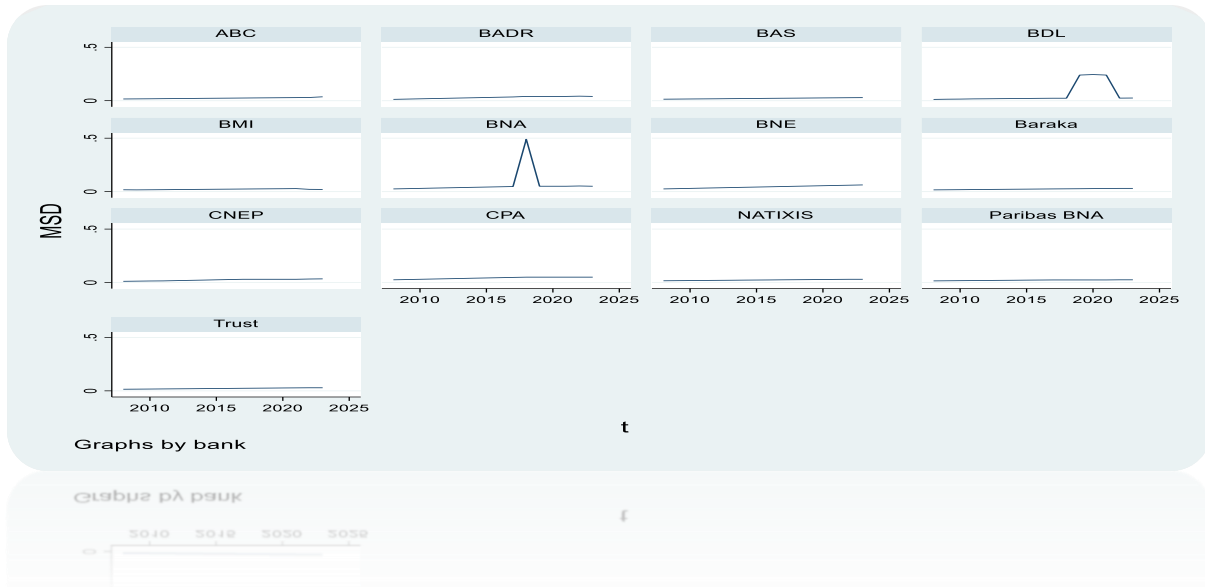 ABC BADR BAS BDL
.5
0
BMI BNA BNE Baraka
.5
0
MSD
CNEP CPA NATIXIS Paribas BNA
.5
0
2010 2015 2020 2025 2010 2015 2020 2025 2010 2015 2020 2025
Trust
.5
0
2010 2015 2020 2025
t
Graphs by bank